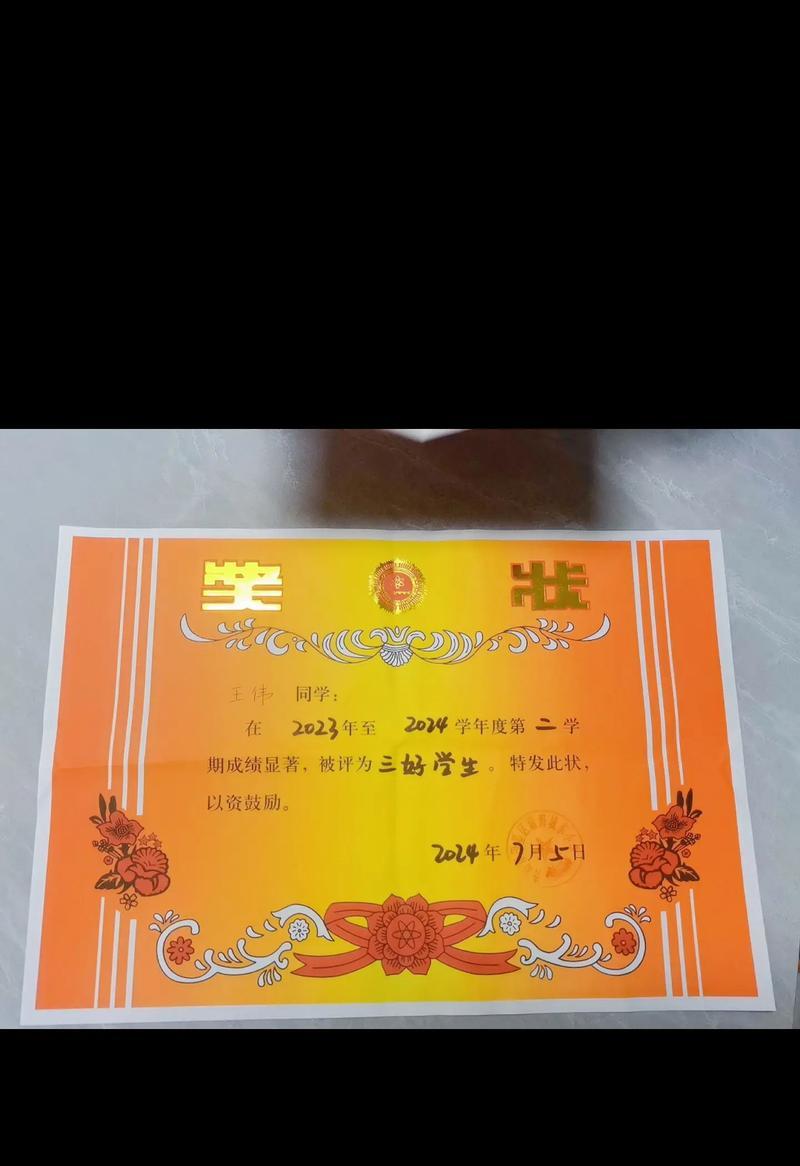 奖状
王伟 同学：
在 2023年至 2024学年度第二学
期成绩显著，被评为三好学生。特发此状，
以资鼓励。
2024年7月5日